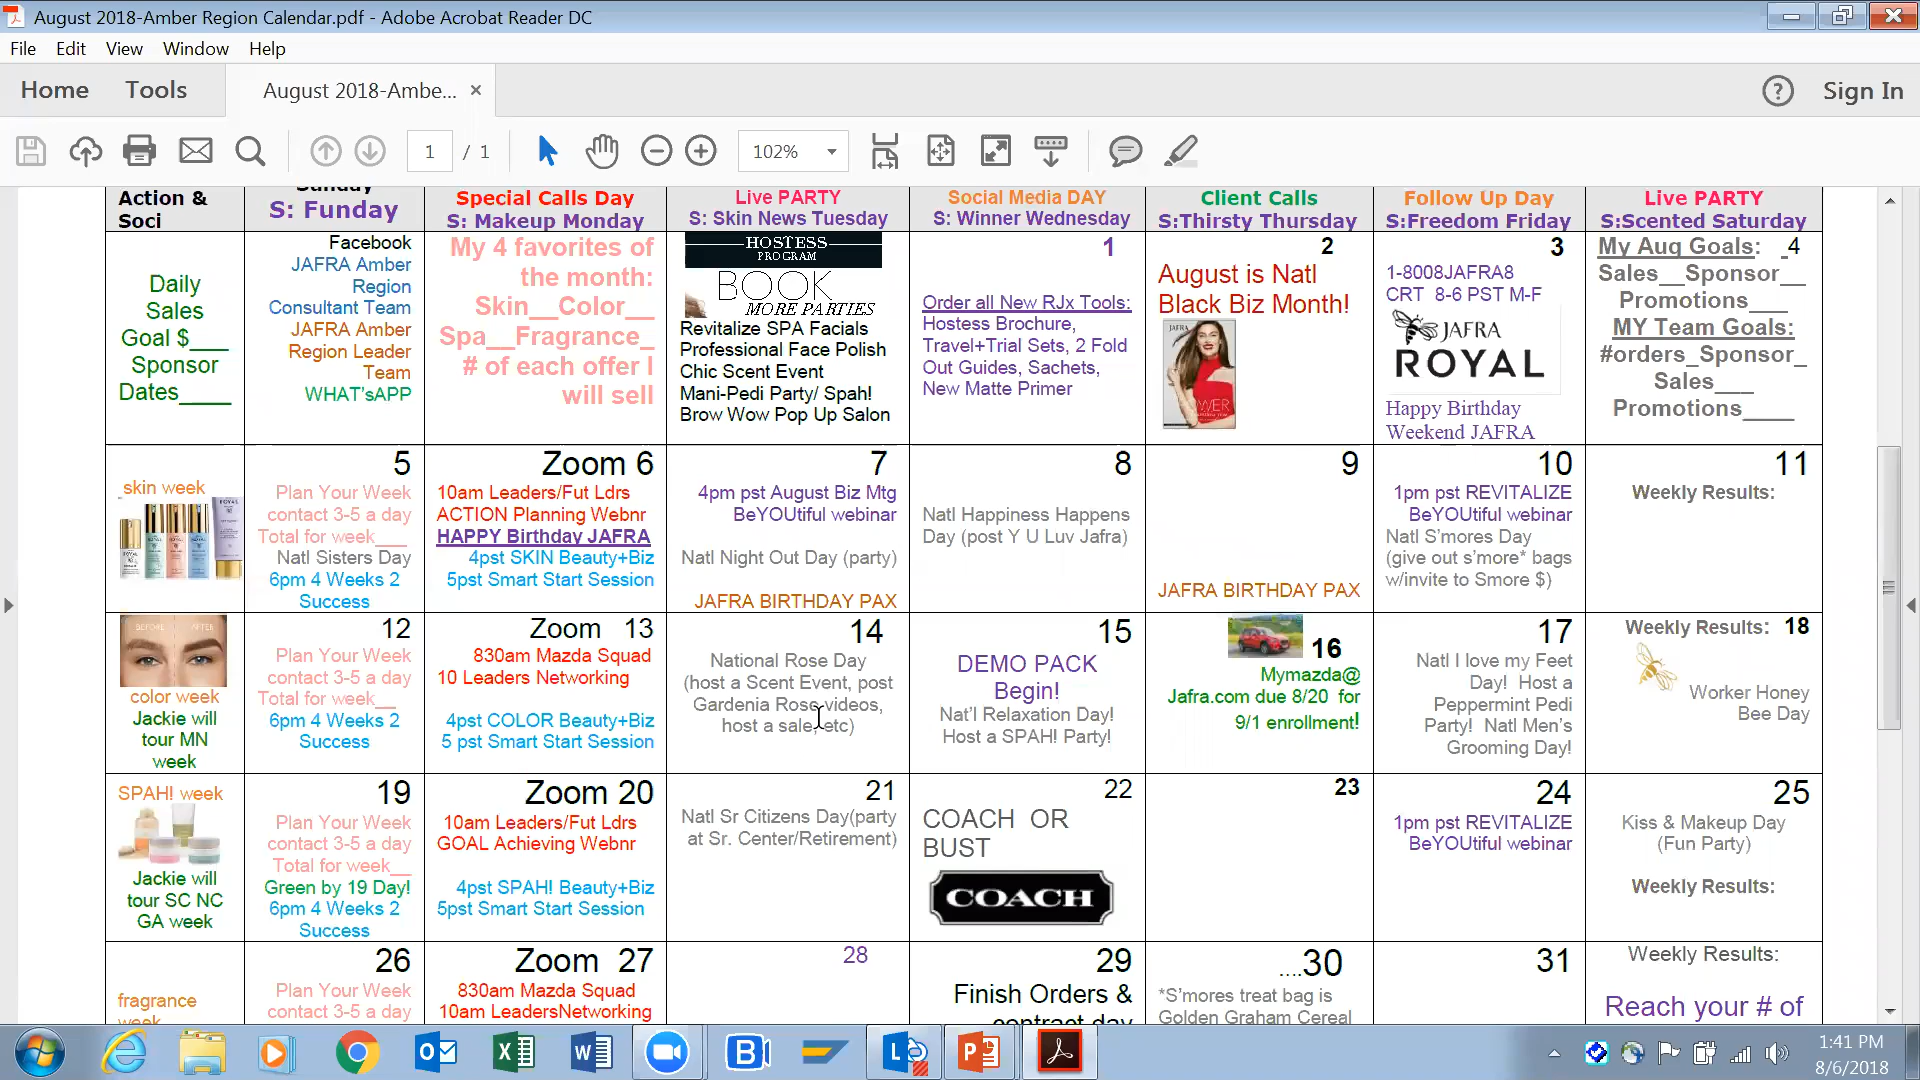 August 2018-Amber Region Calendar.pdf - Adobe Acrobat Reader DC
File Edit View Window Help
Home Tools August 2018-Ambe... × Sign In
1 / 1 102%
Action &
Soci
Sunday
S: Funday
Special Calls Day
S: Makeup Monday
Live PARTY
S: Skin News Tuesday
Social Media DAY
S: Winner Wednesday
Client Calls
S:Thirsty Thursday
Follow Up Day
S:Freedom Friday
Live PARTY
S:Scented Saturday
Daily
Sales
Goal $___
Sponsor
Dates____
Facebook
JAFRA Amber
Region
Consultant Team
JAFRA Amber
Region Leader
Team
WHAT'sAPP
My 4 favorites of
the month:
Skin__Color__
Spa__Fragrance_
# of each offer I
will sell
HOSTESS
PROGRAM
BOOK
MORE PARTIES
Revitalize SPA Facials
Professional Face Polish
Chic Scent Event
Mani-Pedi Party/ Spah!
Brow Wow Pop Up Salon
1
Order all New RJx Tools:
Hostess Brochure,
Travel+Trial Sets, 2 Fold
Out Guides, Sachets,
New Matte Primer
2
August is Natl
Black Biz Month!
JAFRA
3
1-8008JAFRA8
CRT 8-6 PST M-F
JAFRA
ROYAL
Happy Birthday
Weekend JAFRA
My Aug Goals: 4
Sales__Sponsor__
Promotions___
MY Team Goals:
#orders_Sponsor_
Sales___
Promotions____
skin week
5
Plan Your Week
contact 3-5 a day
Total for week___
Natl Sisters Day
6pm 4 Weeks 2
Success
Zoom 6
10am Leaders/Fut Ldrs
ACTION Planning Webnr
HAPPY Birthday JAFRA
4pst SKIN Beauty+Biz
5pst Smart Start Session
7
4pm pst August Biz Mtg
BeYOUtiful webinar
Natl Night Out Day (party)
JAFRA BIRTHDAY PAX
8
Natl Happiness Happens
Day (post Y U Luv Jafra)
9
JAFRA BIRTHDAY PAX
10
1pm pst REVITALIZE
BeYOUtiful webinar
Natl S'mores Day
(give out s'more* bags
w/invite to Smore $)
11
Weekly Results:
BEFORE AFTER
color week
Jackie will
tour MN
week
12
Plan Your Week
contact 3-5 a day
Total for week__
6pm 4 Weeks 2
Success
Zoom 13
830am Mazda Squad
10 Leaders Networking
4pst COLOR Beauty+Biz
5 pst Smart Start Session
14
National Rose Day
(host a Scent Event, post
Gardenia Rose videos,
host a sale, etc)
15
DEMO PACK
Begin!
Nat'l Relaxation Day!
Host a SPAH! Party!
16
Mymazda@
Jafra.com due 8/20 for
9/1 enrollment!
17
Natl I love my Feet
Day! Host a
Peppermint Pedi
Party! Natl Men's
Grooming Day!
Weekly Results: 18
Worker Honey
Bee Day
SPAH! week
Jackie will
tour SC NC
GA week
19
Plan Your Week
contact 3-5 a day
Total for week__
Green by 19 Day!
6pm 4 Weeks 2
Success
Zoom 20
10am Leaders/Fut Ldrs
GOAL Achieving Webnr
4pst SPAH! Beauty+Biz
5pst Smart Start Session
21
Natl Sr Citizens Day(party
at Sr. Center/Retirement)
22
COACH OR
BUST
COACH
23
24
1pm pst REVITALIZE
BeYOUtiful webinar
25
Kiss & Makeup Day
(Fun Party)
Weekly Results:
fragrance
week
26
Plan Your Week
contact 3-5 a day
Zoom 27
830am Mazda Squad
10am LeadersNetworking
28
29
Finish Orders &
contract day
....30
*S'mores treat bag is
Golden Graham Cereal
31
Weekly Results:
Reach your # of
1:41 PM
8/6/2018